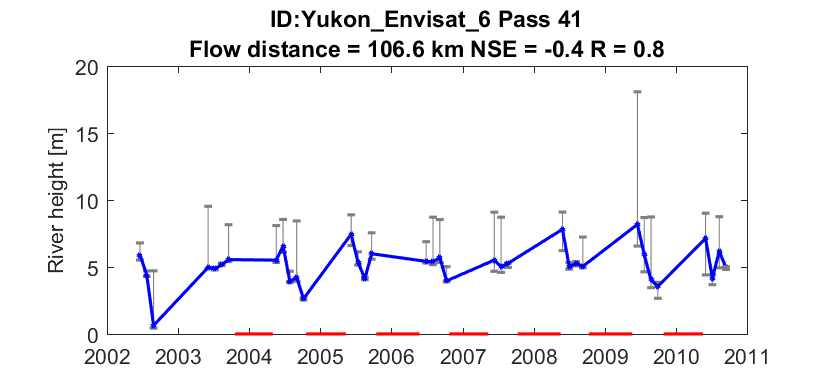 ID:Yukon_Envisat_6 Pass 41
Flow distance = 106.6 km NSE = -0.4 R = 0.8
River height [m]
20
15
10
5
0
2002 2003 2004 2005 2006 2007 2008 2009 2010 2011